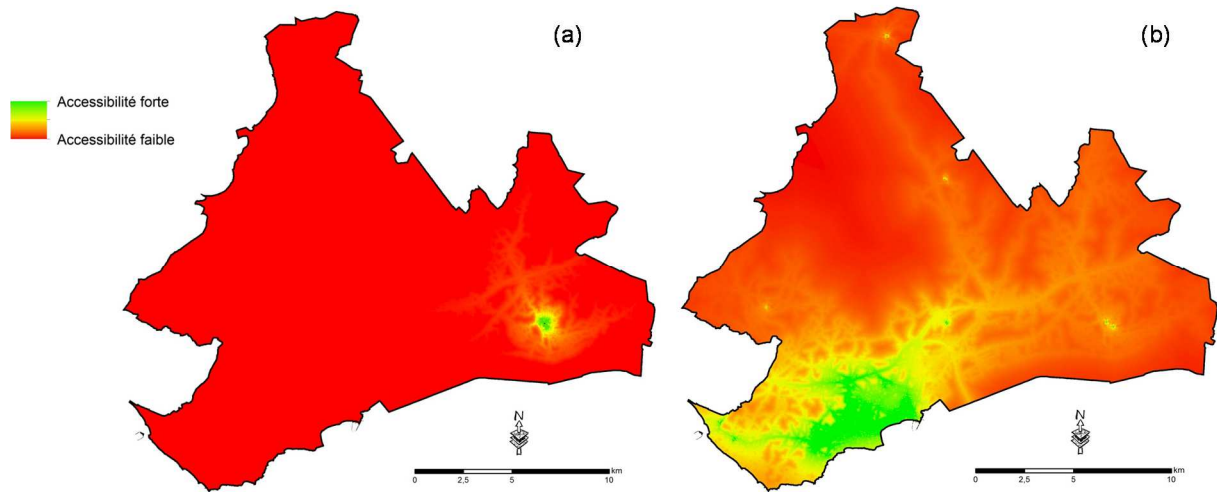 (a)
(b)
Accessibilité forte
Accessibilité faible
N
N
km
0
2,5
5
10
km
0
2,5
5
10